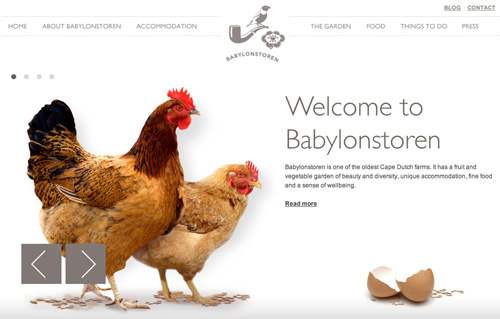 BLOG | CONTACT
HOME ABOUT BABYLONSTOREN ACCOMMODATION THE GARDEN FOOD THINGS TO DO PRESS
BABYLONSTOREN
Welcome to
Babylonstoren
Babylonstoren is one of the oldest Cape Dutch farms. It has a fruit and
vegetable garden of beauty and diversity, unique accommodation, fine food
and a sense of wellbeing.
Read more